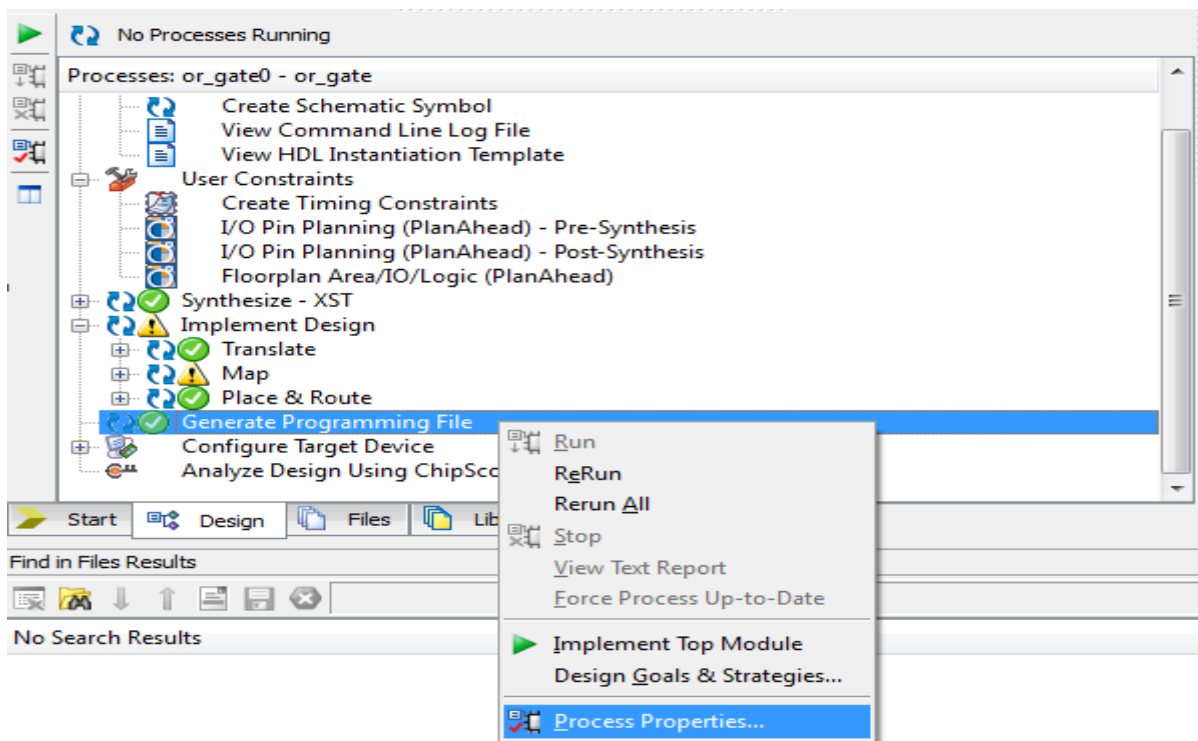 No Processes Running
Processes: or_gate0 - or_gate
Create Schematic Symbol
View Command Line Log File
View HDL Instantiation Template
User Constraints
Create Timing Constraints
I/O Pin Planning (PlanAhead) - Pre-Synthesis
I/O Pin Planning (PlanAhead) - Post-Synthesis
Floorplan Area/IO/Logic (PlanAhead)
Synthesize - XST
Implement Design
Translate
Map
Place & Route
Generate Programming File
Configure Target Device
Analyze Design Using ChipSco
Run
ReRun
Rerun All
Stop
View Text Report
Force Process Up-to-Date
Implement Top Module
Design Goals & Strategies...
Process Properties...
Start Design Files Lib
Find in Files Results
No Search Results